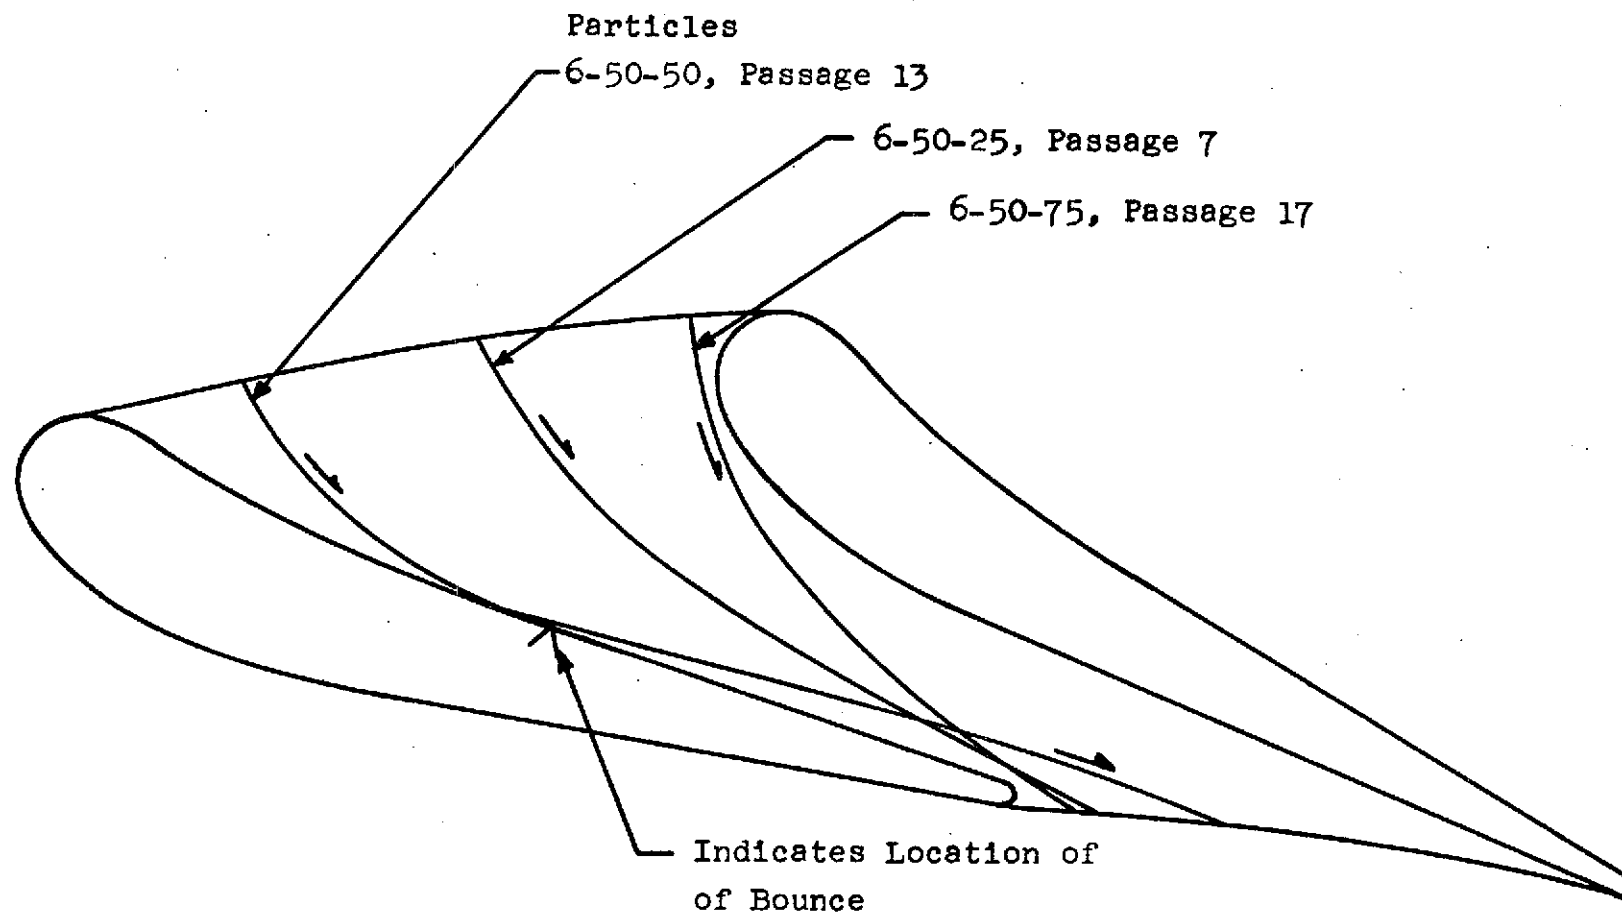 Particles
6-50-50, Passage 13
6-50-25, Passage 7
6-50-75, Passage 17
Indicates Location of
of Bounce